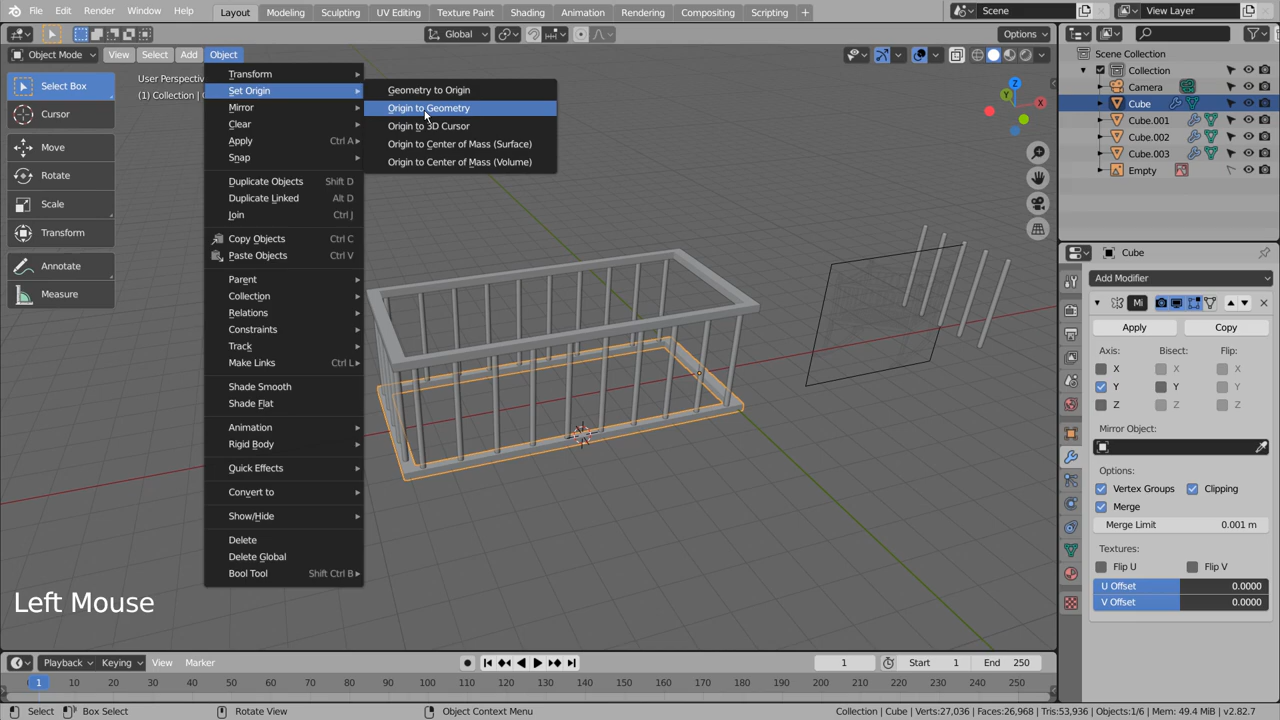 File Edit Render Window Help Layout Modeling Sculpting UV Editing Texture Paint Shading Animation Rendering Compositing Scripting + Scene View Layer
Global Options
Object Mode View Select Add Object
Select Box
Cursor
Move
Rotate
Scale
Transform
Annotate
Measure
User Perspectiv
(1) Collection |
Transform
Set Origin
Mirror
Clear
Apply Ctrl A
Snap
Duplicate Objects Shift D
Duplicate Linked Alt D
Join Ctrl J
Copy Objects Ctrl C
Paste Objects Ctrl V
Parent
Collection
Relations
Constraints
Track
Make Links Ctrl L
Shade Smooth
Shade Flat
Animation
Rigid Body
Quick Effects
Convert to
Show/Hide
Delete
Delete Global
Bool Tool Shift Ctrl B
Geometry to Origin
Origin to Geometry
Origin to 3D Cursor
Origin to Center of Mass (Surface)
Origin to Center of Mass (Volume)
Z
Y
X
Left Mouse
Scene Collection
Collection
Camera
Cube
Cube.001
Cube.002
Cube.003
Empty
Cube
Add Modifier
Mi
Apply Copy
Axis: Bisect: Flip:
X X X
Y Y Y
Z Z Z
Mirror Object:
Options:
Vertex Groups Clipping
Merge
Merge Limit 0.001 m
Textures:
Flip U Flip V
U Offset 0.0000
V Offset 0.0000
Playback Keying View Marker 1 Start 1 End 250
1 10 20 30 40 50 60 70 80 90 100 110 120 130 140 150 160 170 180 190 200 210 220 230 240 250
Select Box Select Rotate View Object Context Menu Collection | Cube | Verts:27,036 | Faces:26,968 | Tris:53,936 | Objects:1/6 | Mem: 49.4 MiB | v2.82.7